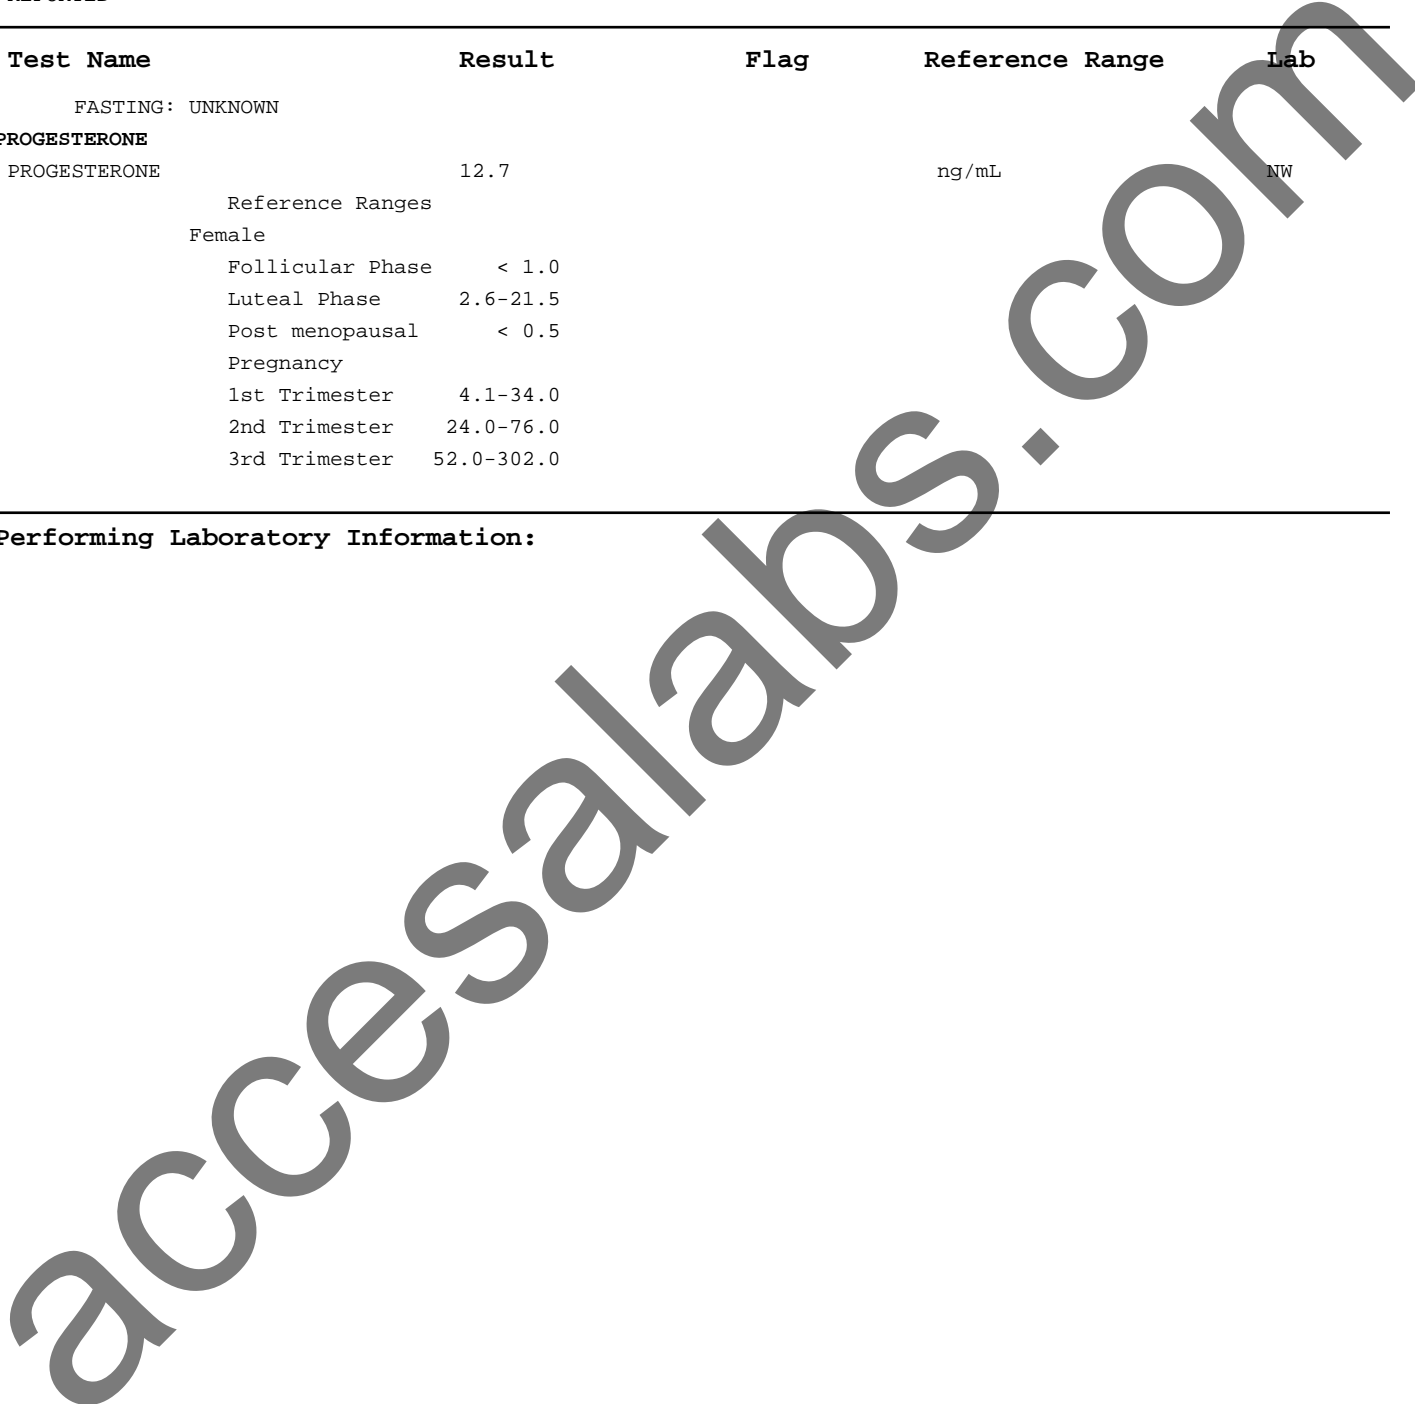 Test Name Result Flag Reference Range Lab
FASTING: UNKNOWN
PROGESTERONE
PROGESTERONE 12.7 ng/mL NW
Reference Ranges
Female
Follicular Phase < 1.0
Luteal Phase 2.6-21.5
Post menopausal < 0.5
Pregnancy
1st Trimester 4.1-34.0
2nd Trimester 24.0-76.0
3rd Trimester 52.0-302.0
Performing Laboratory Information:
accesalabs.com